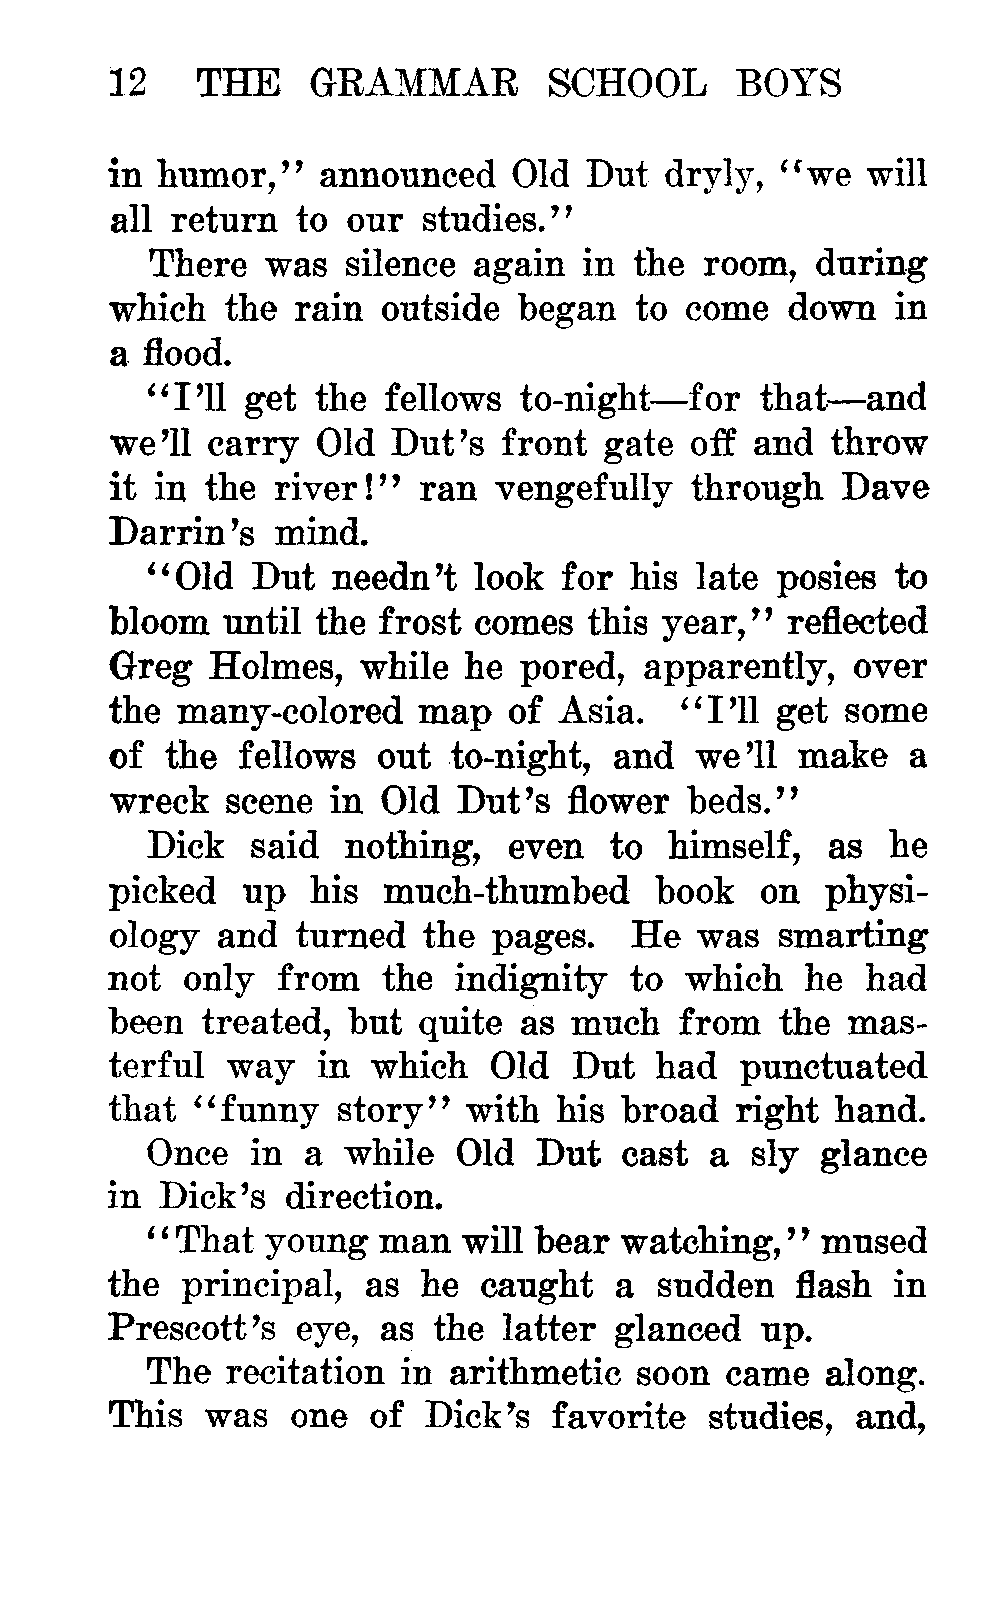 12 THE GRAMMAR SCHOOL BOYS
in humor,'' announced Old Dut dryly, ''we will
all return to our studies.''
There was silence again in the room, during
which the rain outside began to come down in
a flood.
''I'll get the fellows to-night—for that—and
we'll carry Old Dut's front gate off and throw
it in the river!'' ran vengefully through Dave
Darrin's mind.
''Old Dut needn't look for his late posies to
bloom until the frost comes this year,'' reflected
Greg Holmes, while he pored, apparently, over
the many-colored map of Asia. ''I'll get some
of the fellows out to-night, and we'll make a
wreck scene in Old Dut's flower beds.''
Dick said nothing, even to himself, as he
picked up his much-thumbed book on physi-
ology and turned the pages. He was smarting
not only from the indignity to which he had
been treated, but quite as much from the mas-
terful way in which Old Dut had punctuated
that ''funny story'' with his broad right hand.
Once in a while Old Dut cast a sly glance
in Dick's direction.
''That young man will bear watching,'' mused
the principal, as he caught a sudden flash in
Prescott's eye, as the latter glanced up.
The recitation in arithmetic soon came along.
This was one of Dick's favorite studies, and,